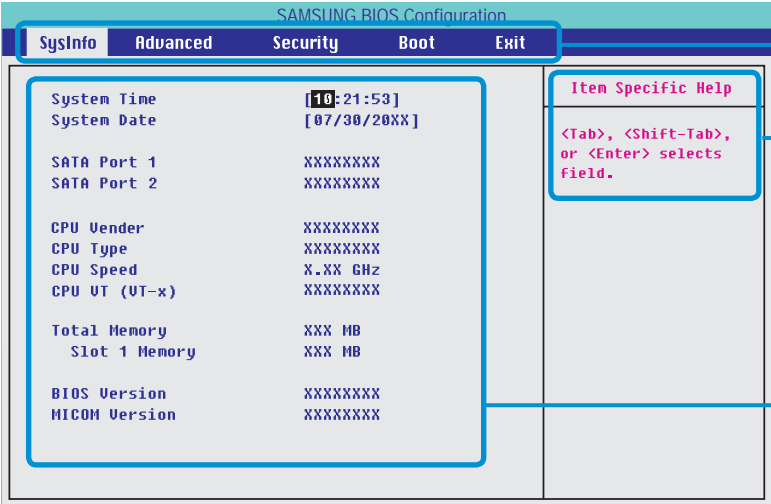 SAMSUNG BIOS Configuration
SysInfo Advanced Security Boot Exit
System Time [10:21:53]
System Date [07/30/20XX]
SATA Port 1 XXXXXXXX
SATA Port 2 XXXXXXXX
CPU Vender XXXXXXXX
CPU Type XXXXXXXX
CPU Speed X.XX GHz
CPU VT (VT-x) XXXXXXXX
Total Memory XXX MB
Slot 1 Memory XXX MB
BIOS Version XXXXXXXX
MICOM Version XXXXXXXX
Item Specific Help
<Tab>, <Shift-Tab>,
or <Enter> selects
field.